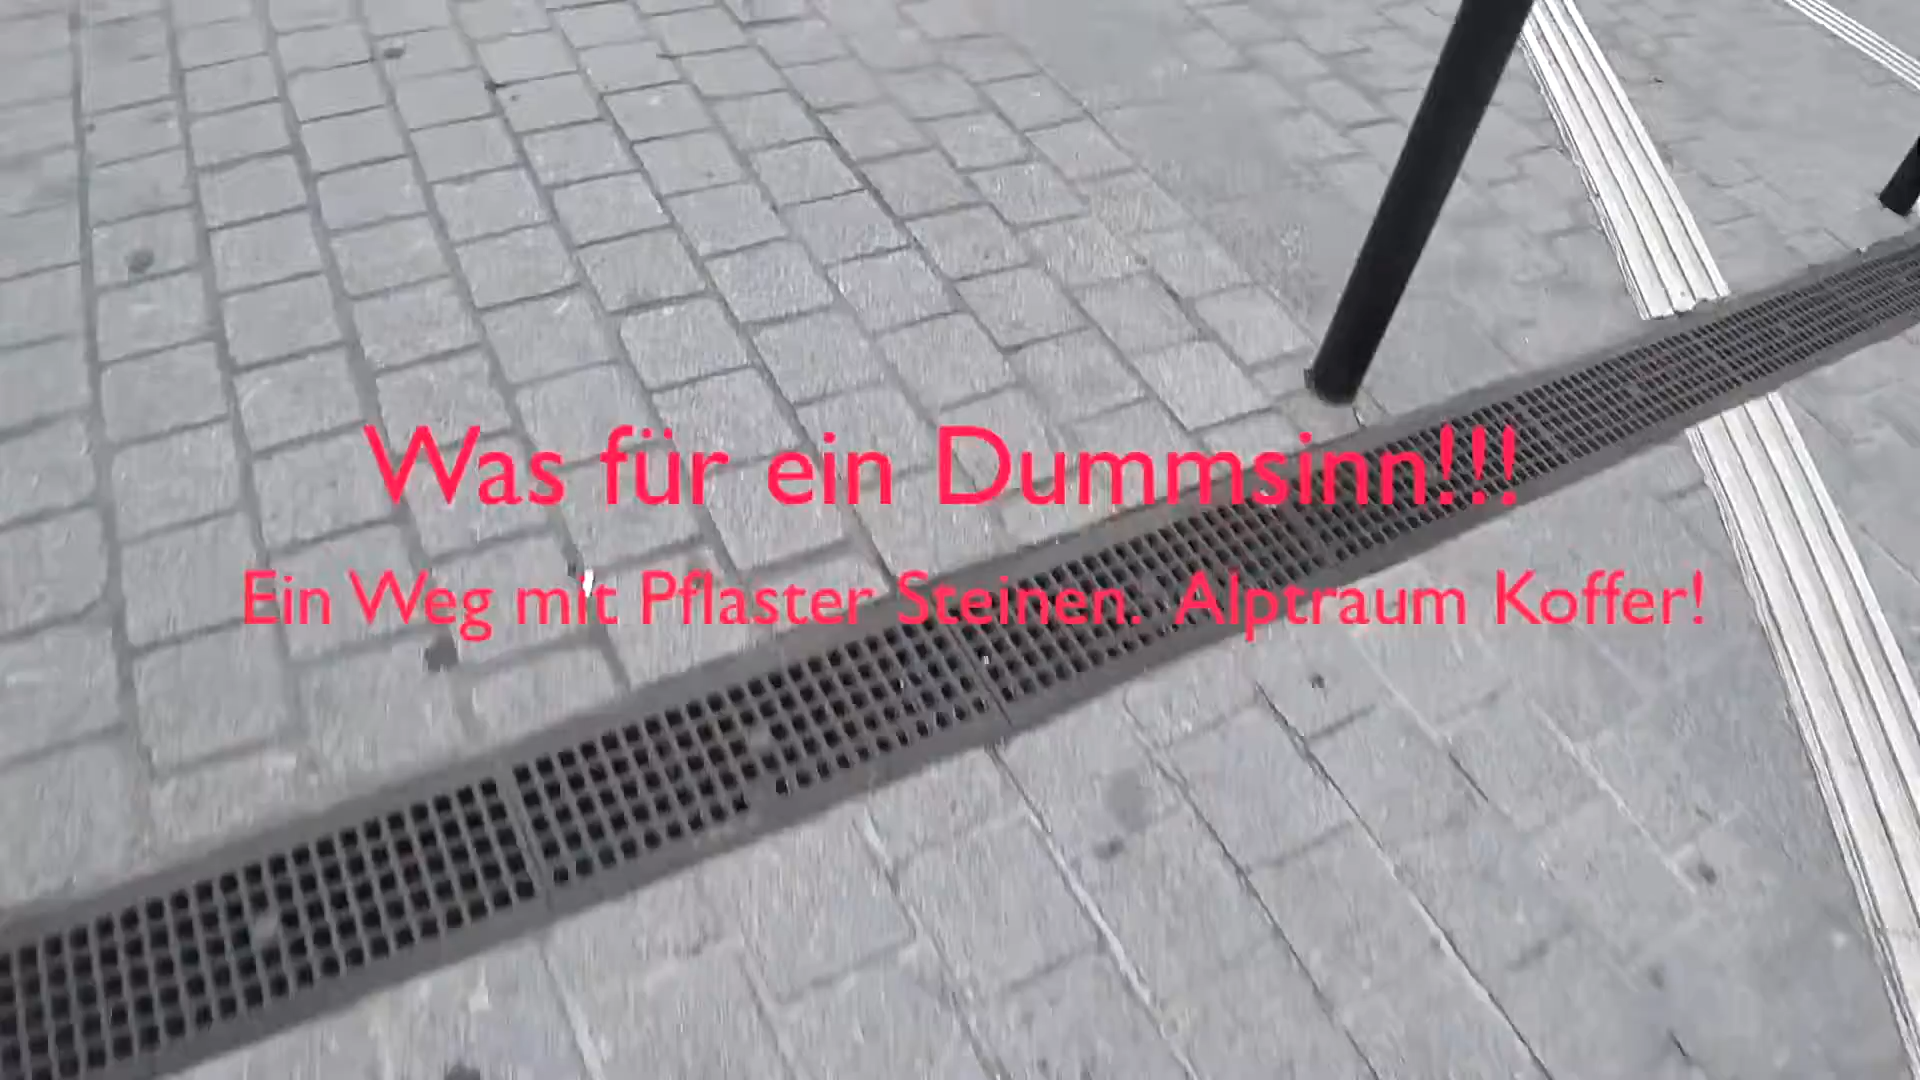 Was für ein Dummsinn!!!
Ein Weg mit Pflaster Steinen. Alptraum Koffer!